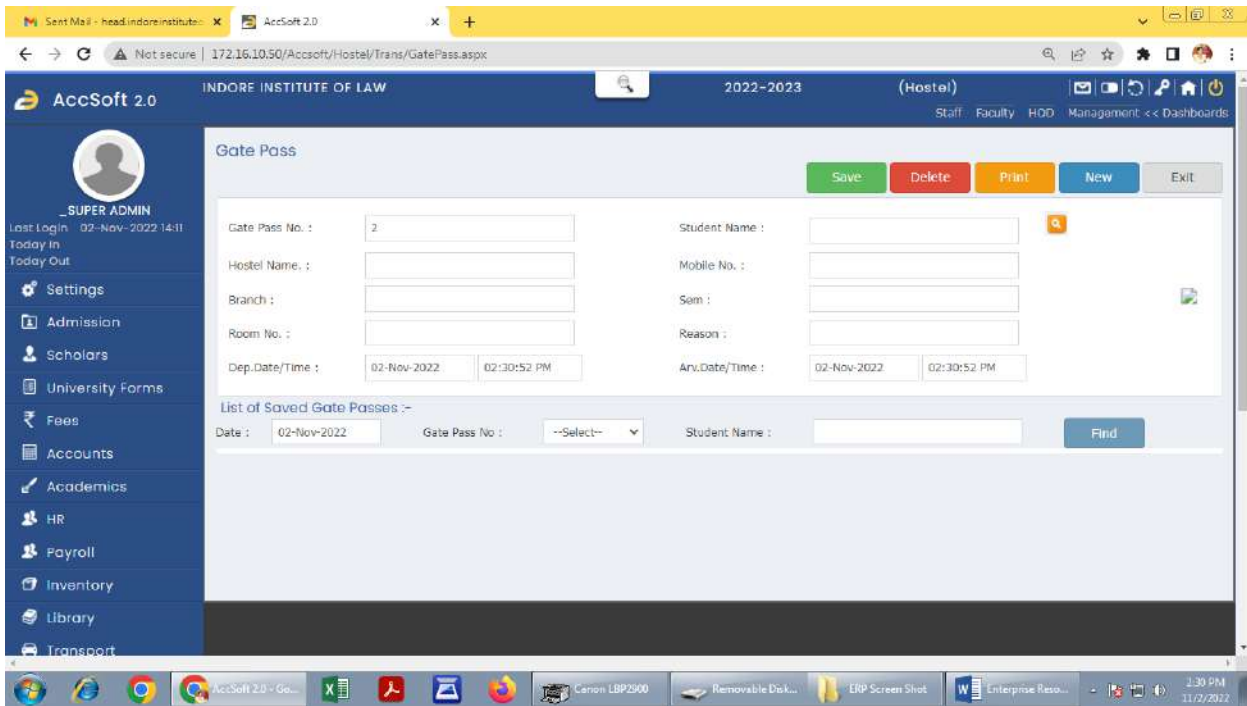 Sent Mail - head.indoreinstitute
AccSoft 2.0
Not secure | 172.16.10.50/Accsoft/Hostel/Trans/GatePass.aspx
AccSoft 2.0
INDORE INSTITUTE OF LAW
2022-2023
(Hostel)
Staff Faculty HOD Management << Dashboards
_SUPER ADMIN
Last Login 02-Nov-2022 14:11
Today In
Today Out
Settings
Admission
Scholars
University Forms
Fees
Accounts
Academics
HR
Payroll
Inventory
Library
Transport
Gate Pass
Save Delete Print New Exit
Gate Pass No. : 2 Student Name :
Hostel Name. : Mobile No. :
Branch : Sem :
Room No. : Reason :
Dep.Date/Time : 02-Nov-2022 02:30:52 PM Arv.Date/Time : 02-Nov-2022 02:30:52 PM
List of Saved Gate Passes :-
Date : 02-Nov-2022 Gate Pass No : --Select-- Student Name : Find
AccSoft 2.0 - Go... Canon LBP2900 Removable Disk... ERP Screen Shot Enterprise Reso... 2:30 PM
11/2/2022